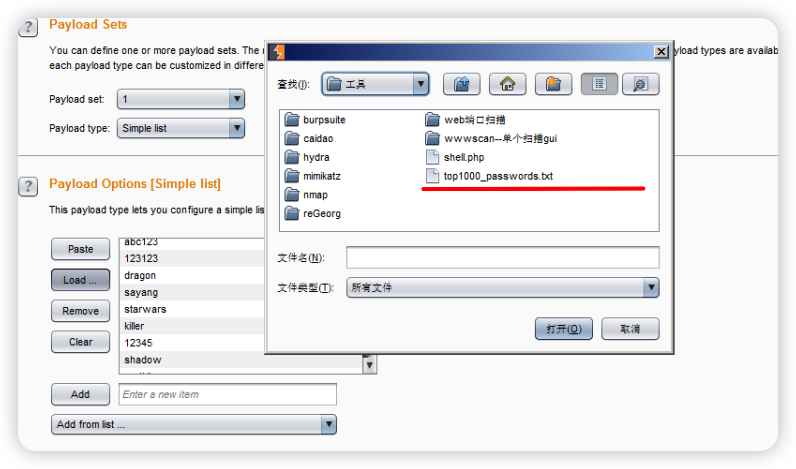 Payload Sets
You can define one or more payload sets. The
yload types are availab
each payload type can be customized in differe
Payload set: 1
Payload type: Simple list
Payload Options [Simple list]
This payload type lets you configure a simple lis
Paste
Load ...
Remove
Clear
abc123
123123
dragon
sayang
starwars
killer
12345
shadow
Add
Enter a new item
Add from list ...
查找(I):
工具
burpsuite
caidao
hydra
mimikatz
nmap
reGeorg
web端口扫描
wwwscan--单个扫描gui
shell.php
top1000_passwords.txt
文件名(N):
文件类型(T):
所有文件
打开(O)
取消